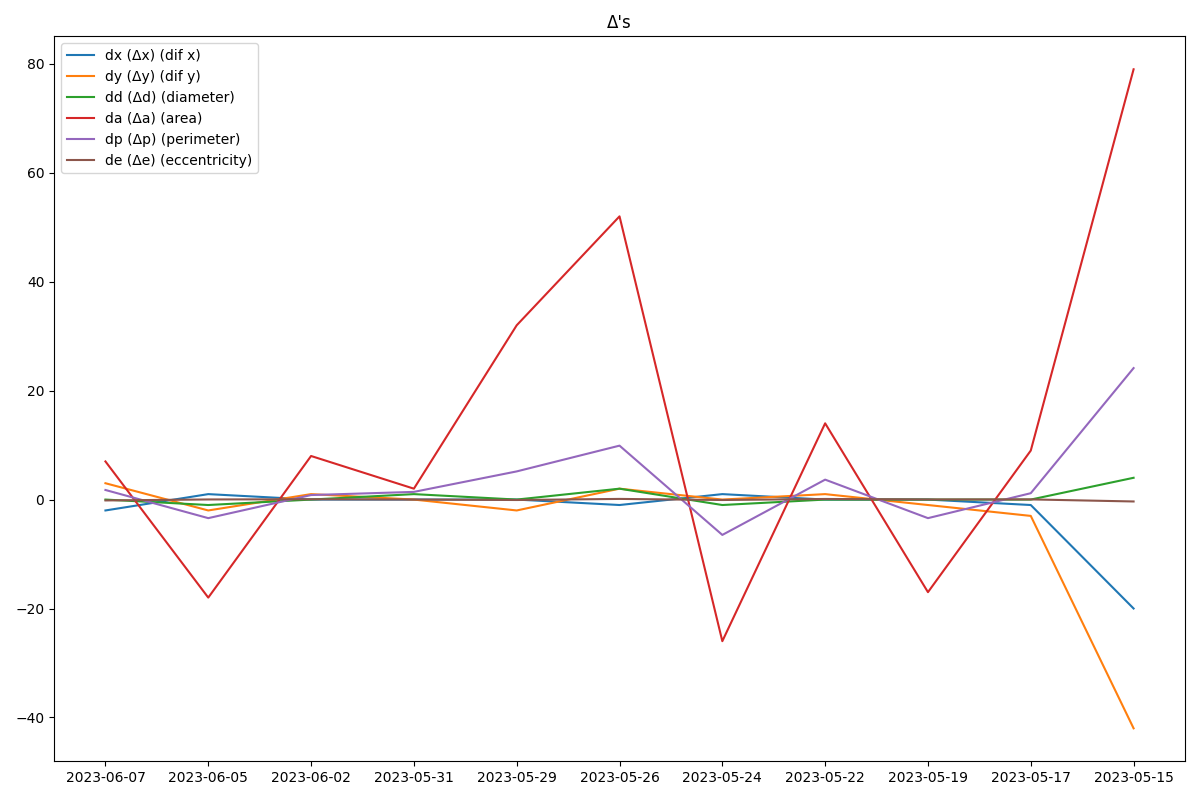 Δ's
dx (Δx) (dif x)
dy (Δy) (dif y)
dd (Δd) (diameter)
da (Δa) (area)
dp (Δp) (perimeter)
de (Δe) (eccentricity)
80
60
40
20
0
−20
−40
2023-06-07 2023-06-05 2023-06-02 2023-05-31 2023-05-29 2023-05-26 2023-05-24 2023-05-22 2023-05-19 2023-05-17 2023-05-15